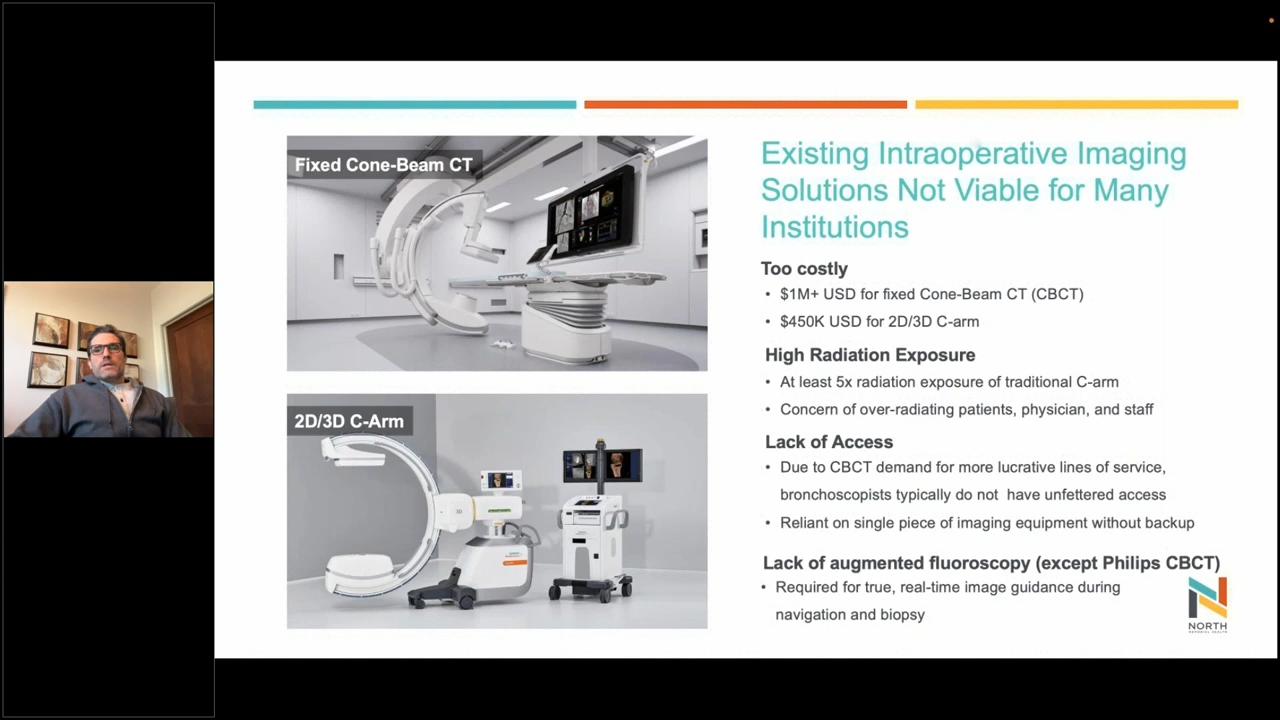 Fixed Cone-Beam CT
2D/3D C-Arm
3D
Existing Intraoperative Imaging
Solutions Not Viable for Many
Institutions
Too costly
• $1M+ USD for fixed Cone-Beam CT (CBCT)
• $450K USD for 2D/3D C-arm
High Radiation Exposure
• At least 5x radiation exposure of traditional C-arm
• Concern of over-radiating patients, physician, and staff
Lack of Access
• Due to CBCT demand for more lucrative lines of service,
bronchoscopists typically do not have unfettered access
• Reliant on single piece of imaging equipment without backup
Lack of augmented fluoroscopy (except Philips CBCT)
• Required for true, real-time image guidance during
navigation and biopsy
NORTH
MEMORIAL HEALTH